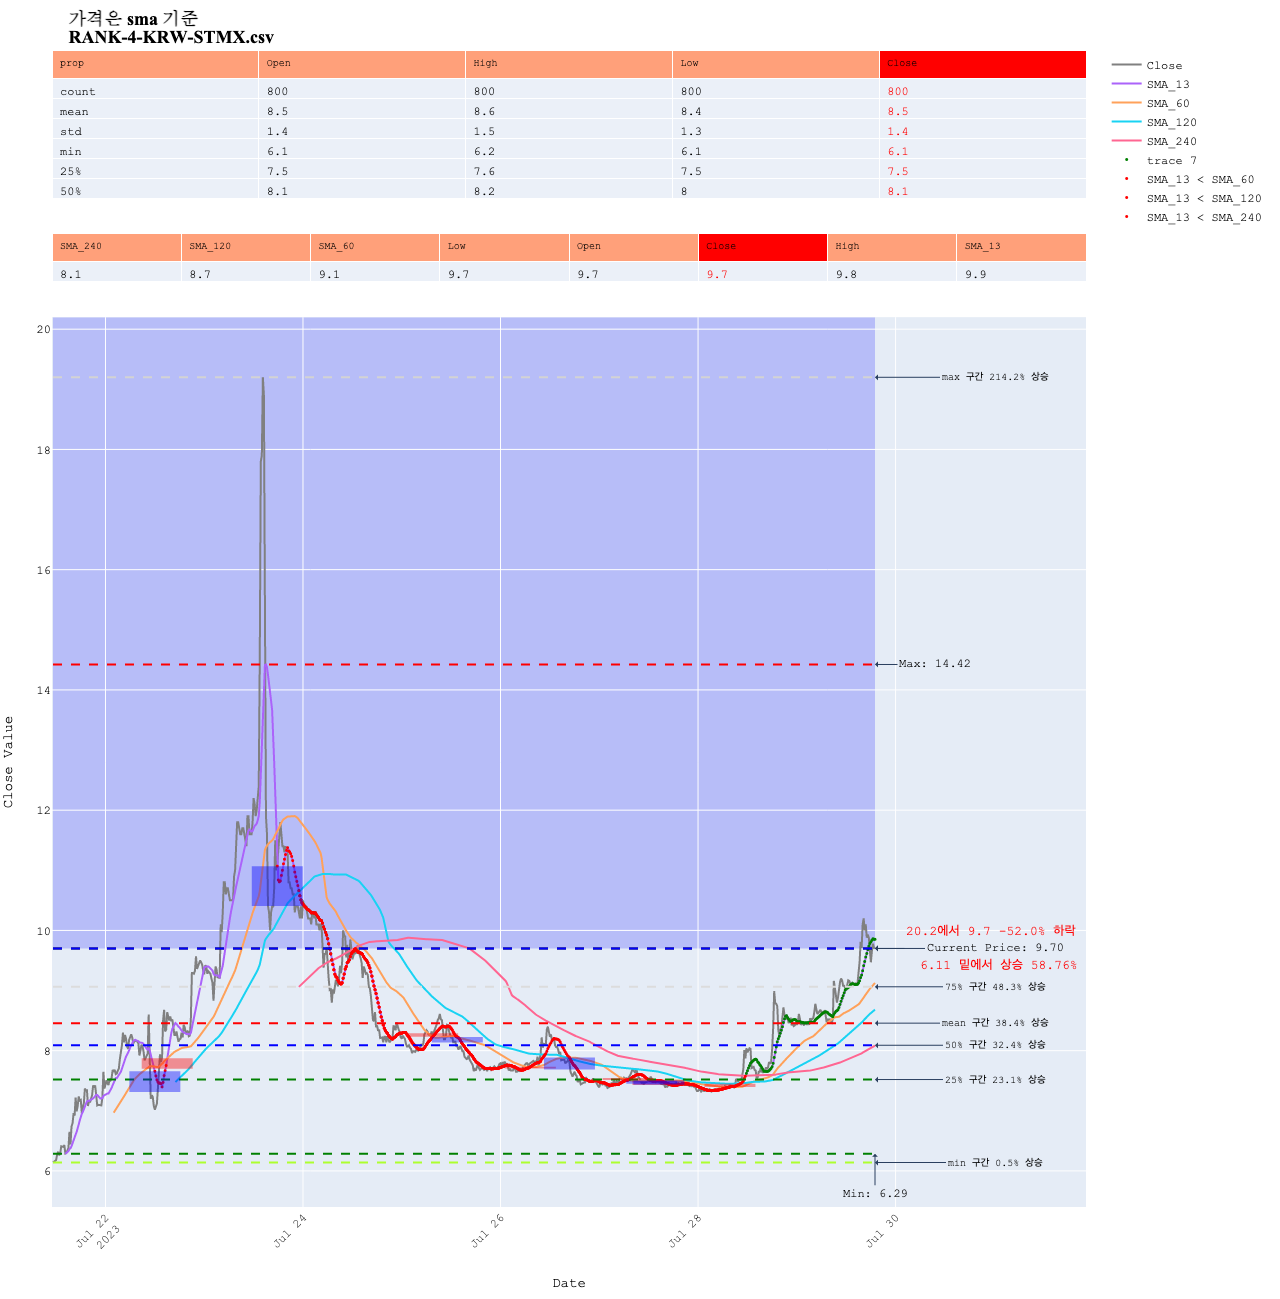 가격은 sma 기준
RANK-4-KRW-STMX.csv
prop Open High Low Close
count 800 800 800 800
mean 8.5 8.6 8.4 8.5
std 1.4 1.5 1.3 1.4
min 6.1 6.2 6.1 6.1
25% 7.5 7.6 7.5 7.5
50% 8.1 8.2 8 8.1
Close
SMA_13
SMA_60
SMA_120
SMA_240
trace 7
SMA_13 < SMA_60
SMA_13 < SMA_120
SMA_13 < SMA_240
SMA_240 SMA_120 SMA_60 Low Open Close High SMA_13
8.1 8.7 9.1 9.7 9.7 9.7 9.8 9.9
20
18
16
14
12
10
8
6
Close Value
max 구간 214.2% 상승
Max: 14.42
20.2에서 9.7 -52.0% 하락
Current Price: 9.70
6.11 밑에서 상승 58.76%
75% 구간 48.3% 상승
mean 구간 38.4% 상승
50% 구간 32.4% 상승
25% 구간 23.1% 상승
min 구간 0.5% 상승
Min: 6.29
Jul 22
2023
Jul 24
Jul 26
Jul 28
Jul 30
Date